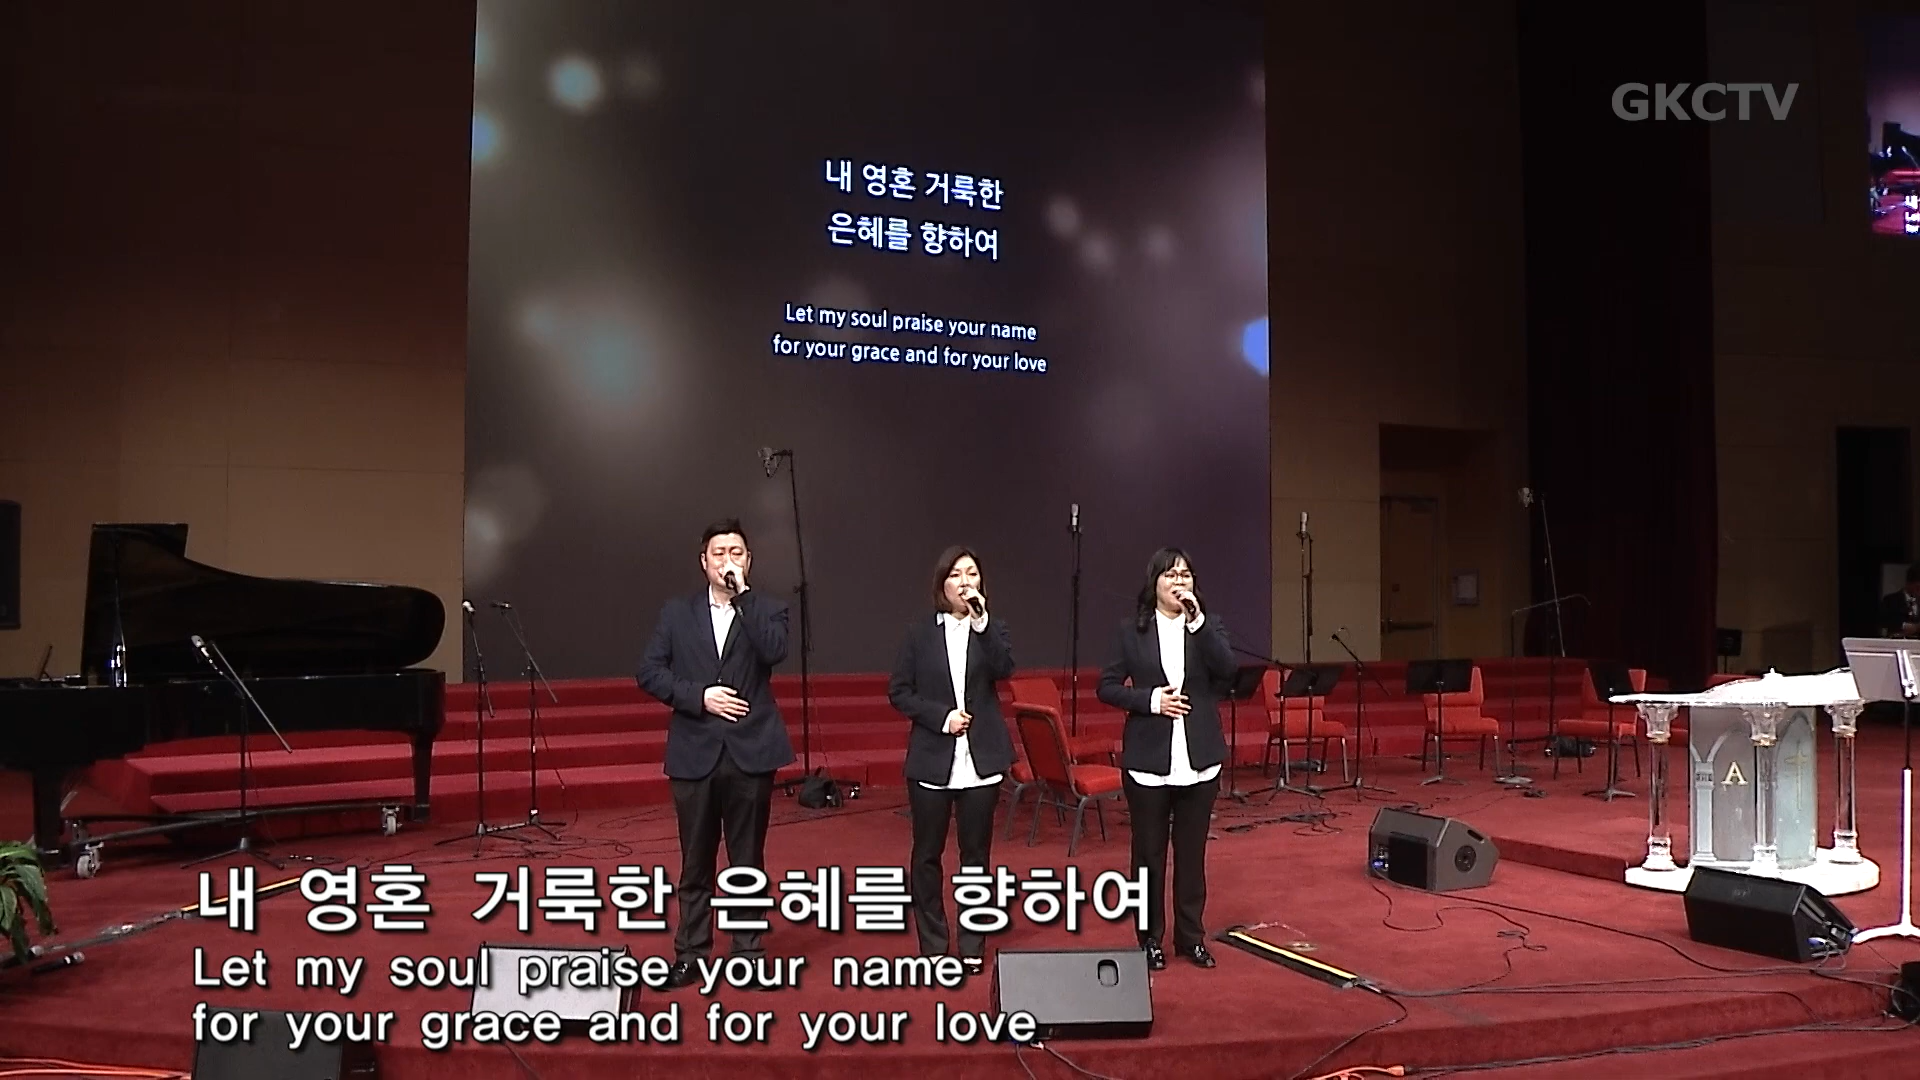 GKCTV
내 영혼 거룩한
은혜를 향하여
Let my soul praise your name
for your grace and for your love
A
내 영혼 거룩한 은혜를 향하여
Let my soul praise your name
for your grace and for your love